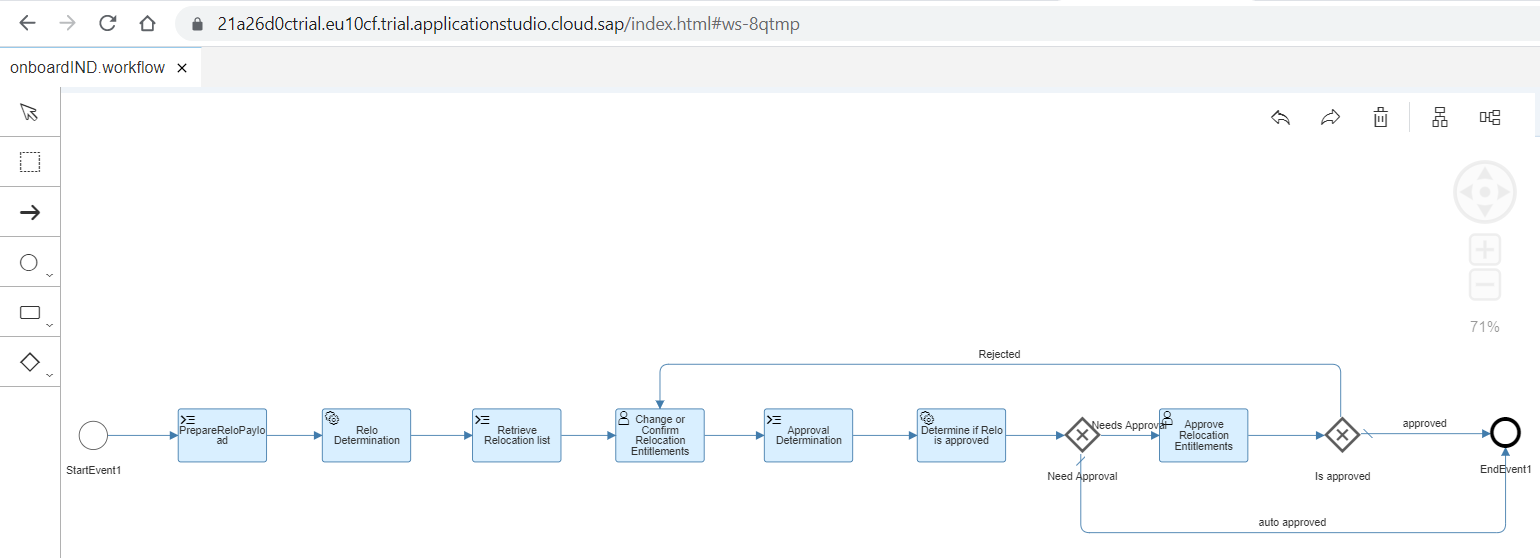 21a26d0ctrial.eu10cf.trial.applicationstudio.cloud.sap/index.html#ws-8qtmp
onboardIND.workflow
71%
Rejected
StartEvent1
PrepareReloPaylo
ad
Relo
Determination
Retrieve
Relocation list
Change or
Confirm
Relocation
Entitlements
Approval
Determination
Determine if Relo
is approved
Needs Approval
Need Approval
Approve
Relocation
Entitlements
Is approved
approved
EndEvent1
auto approved